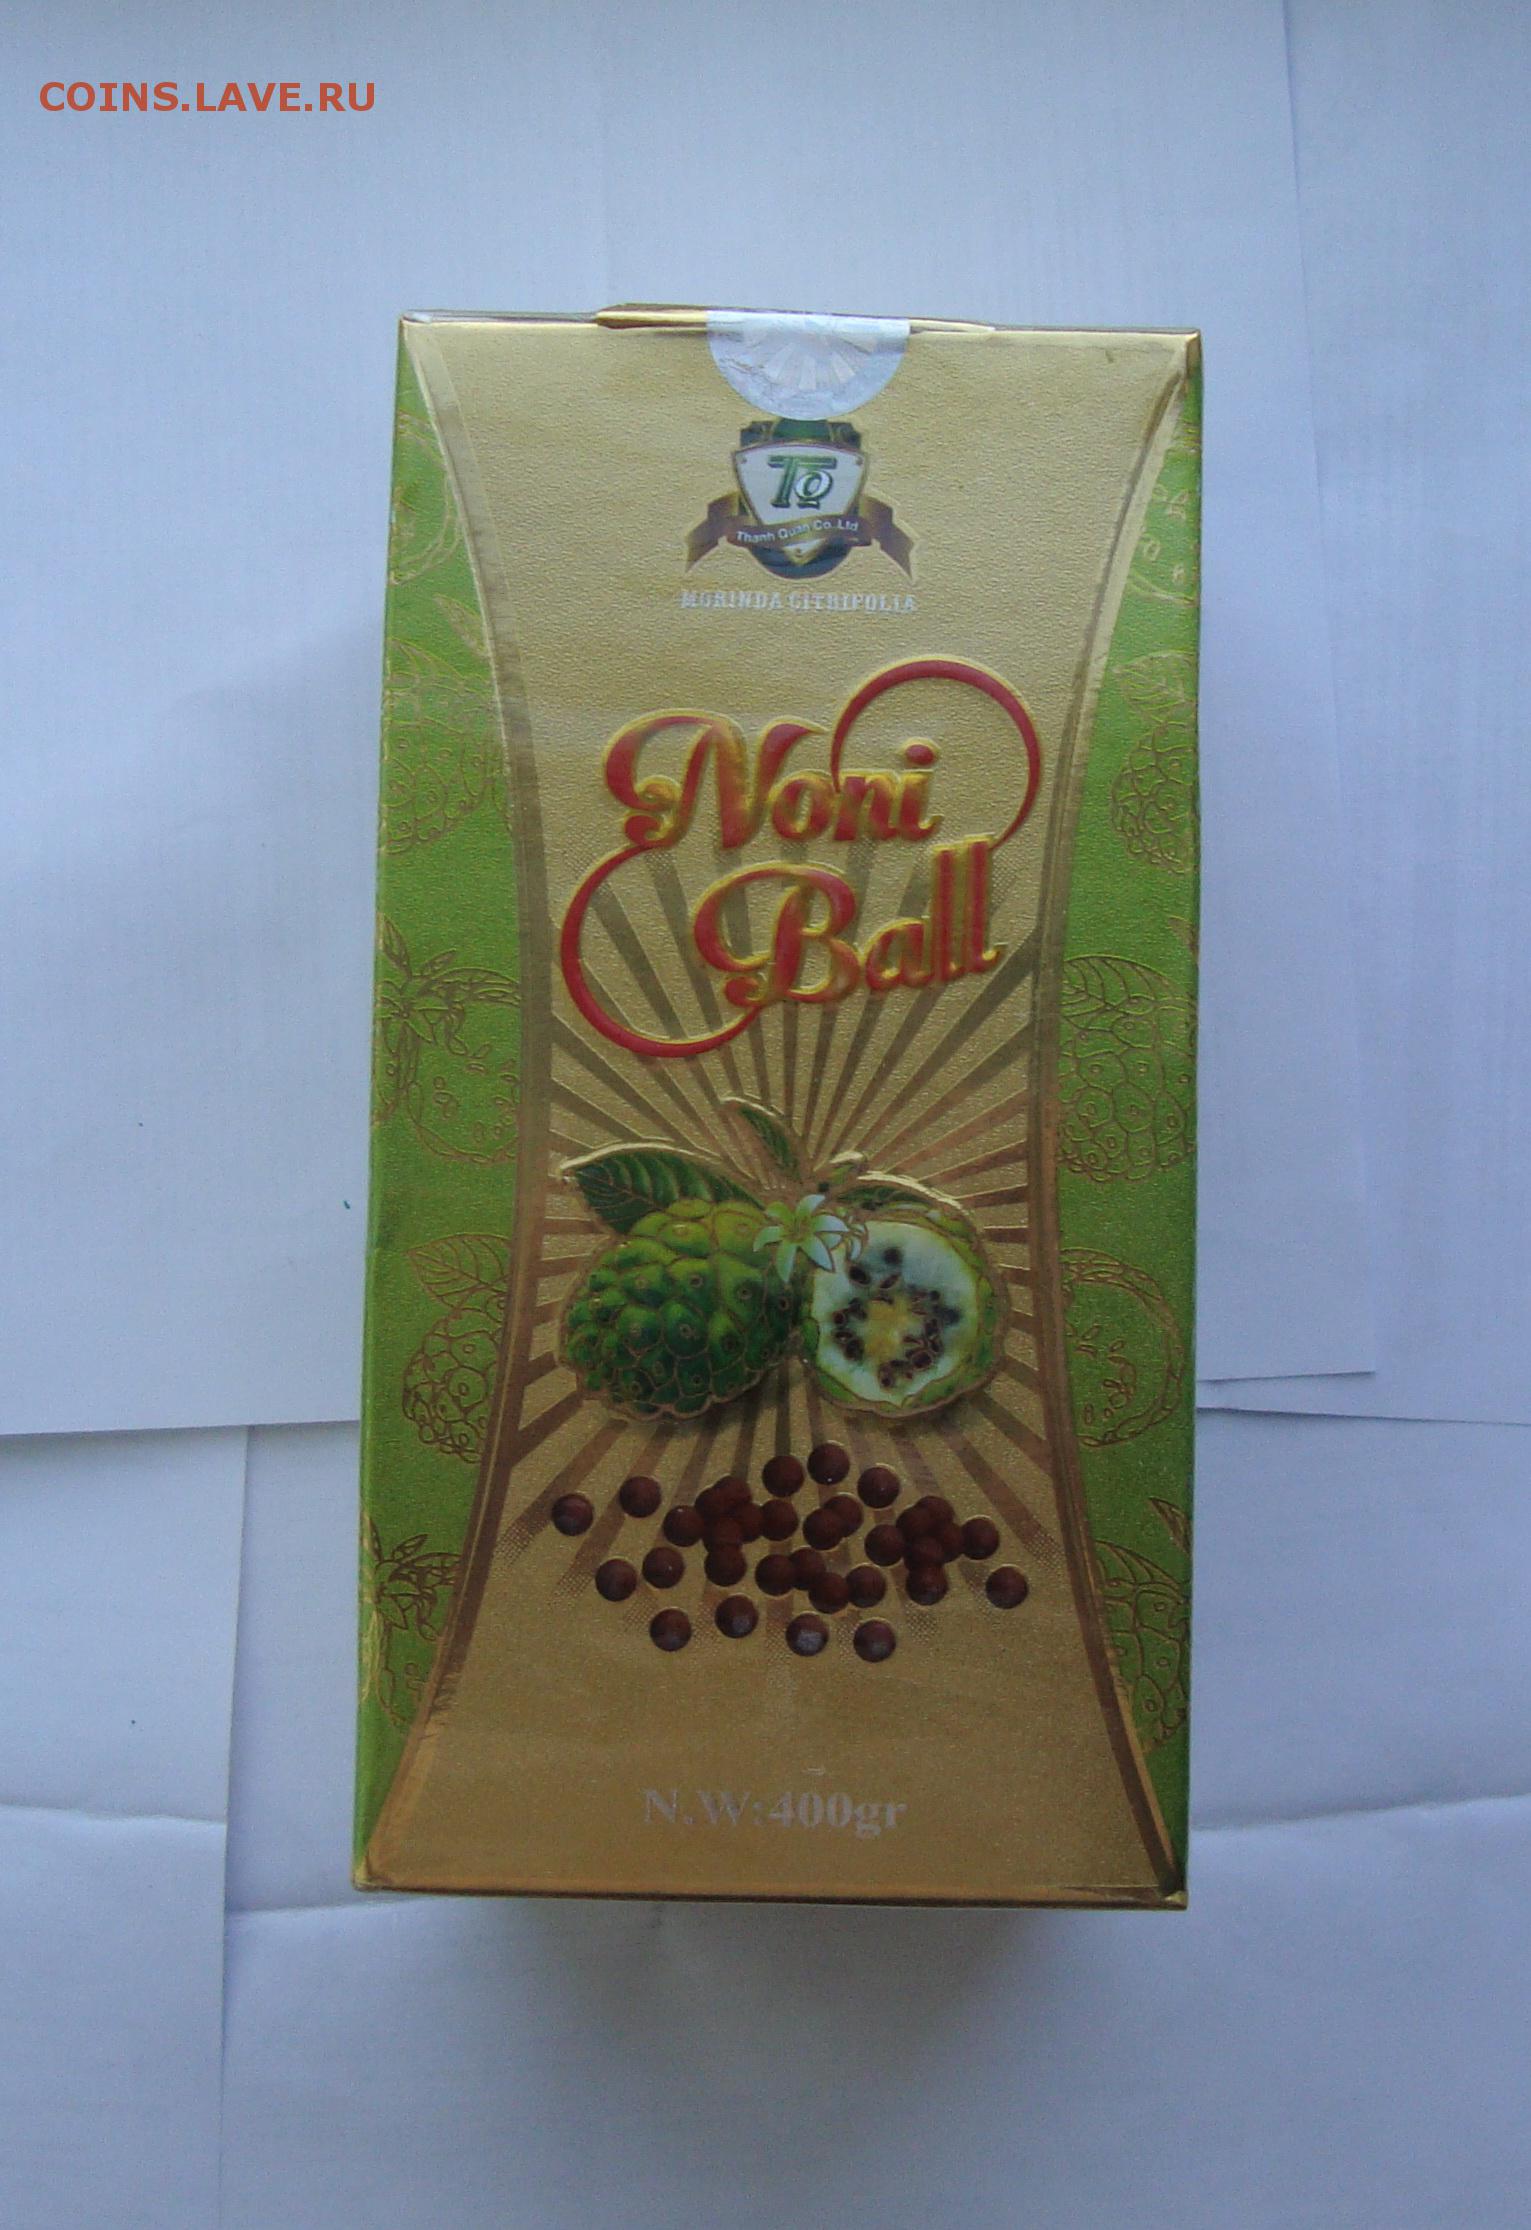 COINS.LAVE.RU
TQ
Thanh Quan Co.,Ltd
MORINDA CITRIFOLIA
Noni
Ball
N.W:400gr